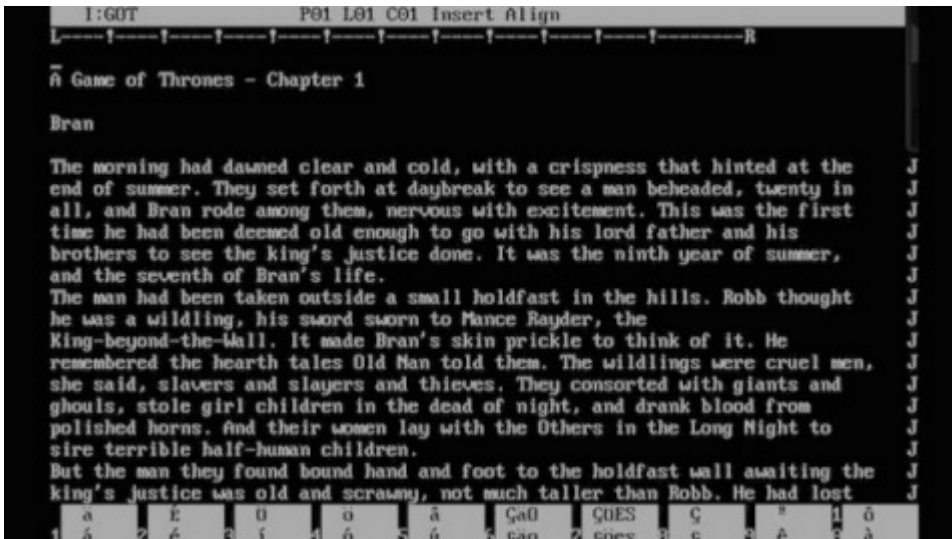 I:GOT P01 L01 C01 Insert Align
L----!----!----!----!----!----!----!----!----!----!----!--------R
A Game of Thrones - Chapter 1
Bran
The morning had dawned clear and cold, with a crispness that hinted at the J
end of summer. They set forth at daybreak to see a man beheaded, twenty in J
all, and Bran rode among them, nervous with excitement. This was the first J
time he had been deemed old enough to go with his lord father and his J
brothers to see the king's justice done. It was the ninth year of summer, J
and the seventh of Bran's life. J
The man had been taken outside a small holdfast in the hills. Robb thought J
he was a wildling, his sword sworn to Mance Rayder, the J
King-beyond-the-Wall. It made Bran's skin prickle to think of it. He J
remembered the hearth tales Old Nan told them. The wildlings were cruel men, J
she said, slavers and slayers and thieves. They consorted with giants and J
ghouls, stole girl children in the dead of night, and drank blood from J
polished horns. And their women lay with the Others in the Long Night to J
sire terrible half-human children. J
But the man they found bound hand and foot to the holdfast wall awaiting the J
king's justice was old and scrawny, not much taller than Robb. He had lost J